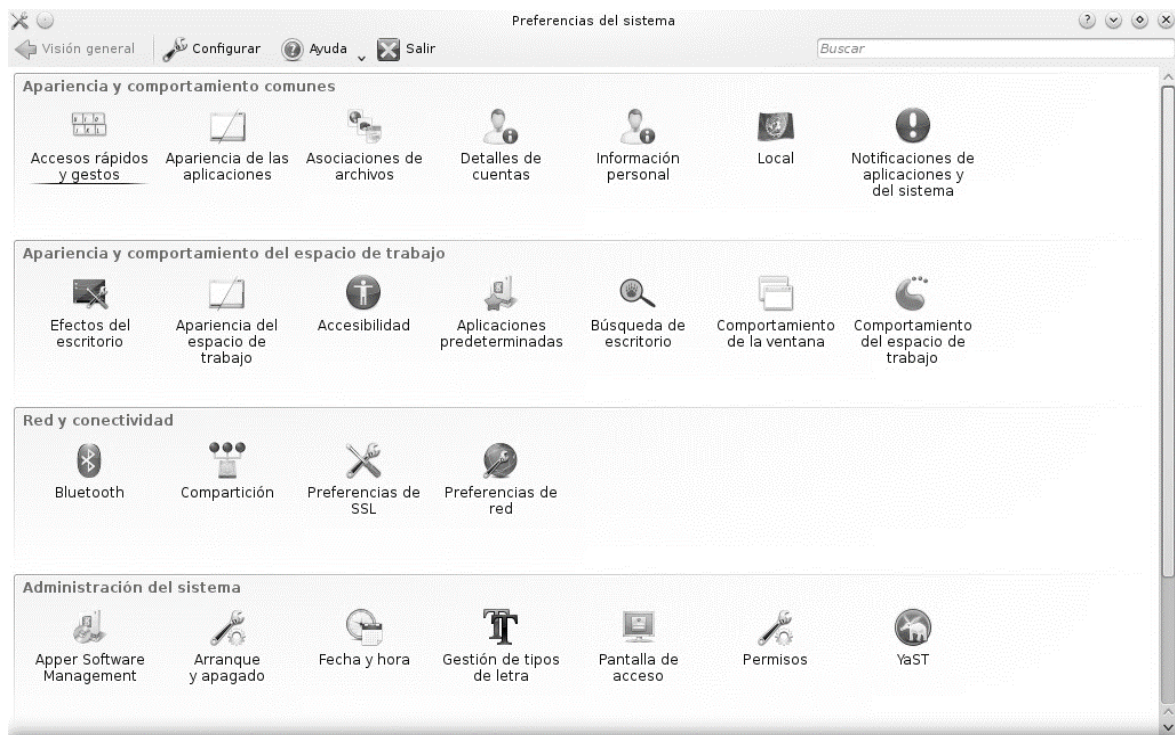 Preferencias del sistema
Visión general
Configurar
Ayuda
Salir
Buscar
Apariencia y comportamiento comunes
Accesos rápidos
y gestos
Apariencia de las
aplicaciones
Asociaciones de
archivos
Detalles de
cuentas
Información
personal
Local
Notificaciones de
aplicaciones y
del sistema
Apariencia y comportamiento del espacio de trabajo
Efectos del
escritorio
Apariencia del
espacio de
trabajo
Accesibilidad
Aplicaciones
predeterminadas
Búsqueda de
escritorio
Comportamiento
de la ventana
Comportamiento
del espacio de
trabajo
Red y conectividad
Bluetooth
Compartición
Preferencias de
SSL
Preferencias de
red
Administración del sistema
Apper Software
Management
Arranque
y apagado
Fecha y hora
Gestión de tipos
de letra
Pantalla de
acceso
Permisos
YaST